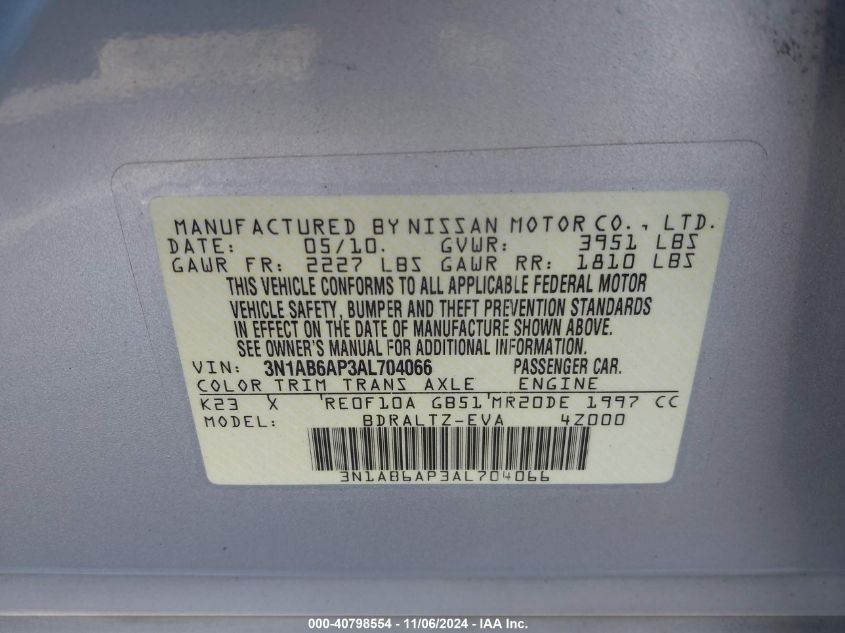 MANUFACTURED BY NISSAN MOTOR CO., LTD.
DATE: 05/10. GVWR: 3951 LBS
GAWR FR: 2227 LBS GAWR RR: 1810 LBS
THIS VEHICLE CONFORMS TO ALL APPLICABLE FEDERAL MOTOR
VEHICLE SAFETY, BUMPER AND THEFT PREVENTION STANDARDS
IN EFFECT ON THE DATE OF MANUFACTURE SHOWN ABOVE.
SEE OWNER'S MANUAL FOR ADDITIONAL INFORMATION.
VIN: 3N1AB6AP3AL704066 PASSENGER CAR.
COLOR TRIM TRANS AXLE ENGINE
K23 X 'RE0F10A GB51'MR20DE 1997 CC
MODEL: BDRALTZ-EVA 4Z000
3N1AB6AP3AL704066
000-40798554 - 11/06/2024 - IAA Inc.